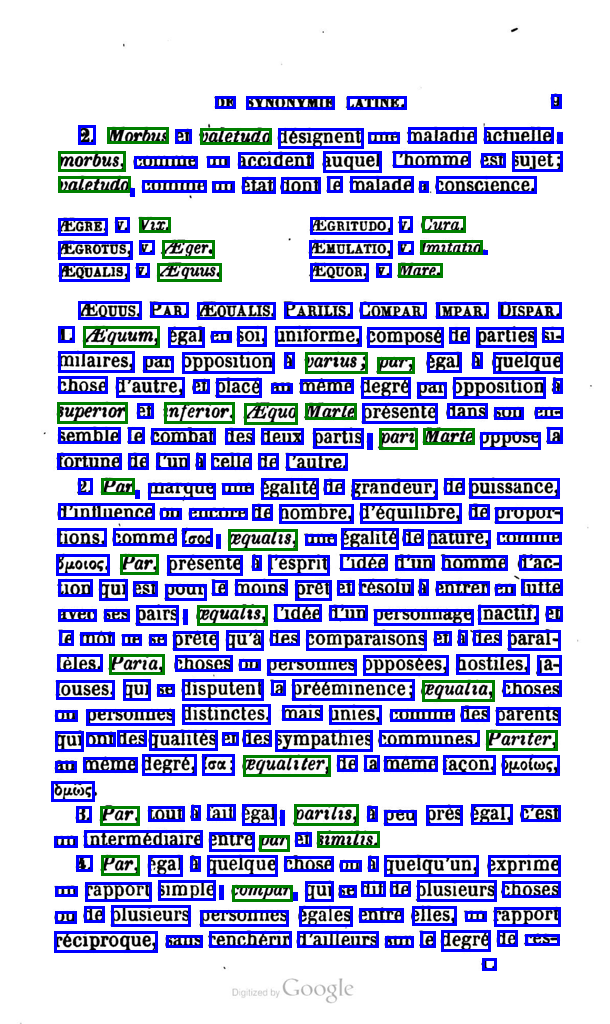 DE SYNONYMIE LATINE. 9
2. Morbus et valetudo désignent une maladie actuelle;
morbus, comme un accident auquel l'homme est sujet;
valetudo, comme un état dont le malade a conscience.
ÆGRE, v. Vix.
ÆGROTUS, v. Æger.
ÆQUALIS, v. Æquus.
ÆGRITUDO, v. Cura.
ÆMULATIO, v. Imitatio.
ÆQUOR, v. Mare.
ÆQUUS, PAR, ÆQUALIS, PARILIS, COMPAR, IMPAR, DISPAR.
1. Æquum, égal en soi, uniforme, composé de parties si-
milaires, par opposition à varius; par, égal à quelque
chose d'autre, et placé au même degré par opposition à
superior et inferior. Æquo Marte présente dans son en-
semble le combat des deux partis; pari Marte oppose la
fortune de l'un à celle de l'autre.
2. Par, marque une égalité de grandeur, de puissance,
d'influence ou encore de nombre, d'équilibre, de propor-
tions, comme ἴσος; æqualis, une égalité de nature, comme
ὅμοιος. Par, présente à l'esprit l'idée d'un homme d'ac-
tion qui est pour le moins prêt et résolu à entrer en lutte
avec ses pairs; æqualis, l'idée d'un personnage inactif, et
le mot ne se prête qu'à des comparaisons et à des paral-
lèles. Paria, choses ou personnes opposées, hostiles, ja-
louses, qui se disputent la prééminence; æqualia, choses
ou personnes distinctes, mais unies, comme des parents
qui ont des qualités et des sympathies communes. Pariter,
au même degré, ἴσα; æqualiter, de la même façon, ὁμοίως,
ὁμῶς.
3. Par, tout à fait égal; parilis, à peu près égal, c'est
un intermédiaire entre par et similis.
4. Par, égal à quelque chose ou à quelqu'un, exprime
un rapport simple; compar, qui se dit de plusieurs choses
ou de plusieurs personnes égales entre elles, un rapport
réciproque, sans renchérir d'ailleurs sur le degré de res-
Digitized by Google